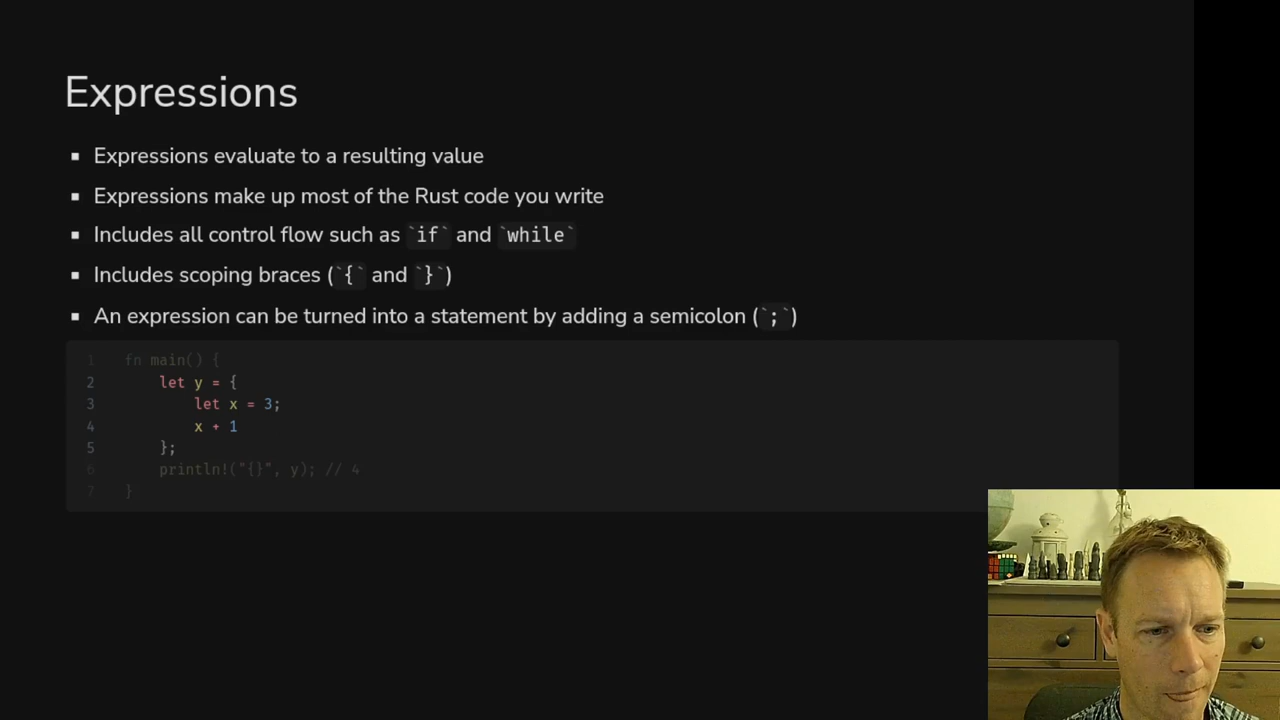 Expressions
▪ Expressions evaluate to a resulting value
▪ Expressions make up most of the Rust code you write
▪ Includes all control flow such as `if` and `while`
▪ Includes scoping braces (`{` and `}`)
▪ An expression can be turned into a statement by adding a semicolon (`;`)
1 fn main() {
2     let y = {
3         let x = 3;
4         x + 1
5     };
6     println!("{}", y); // 4
7 }